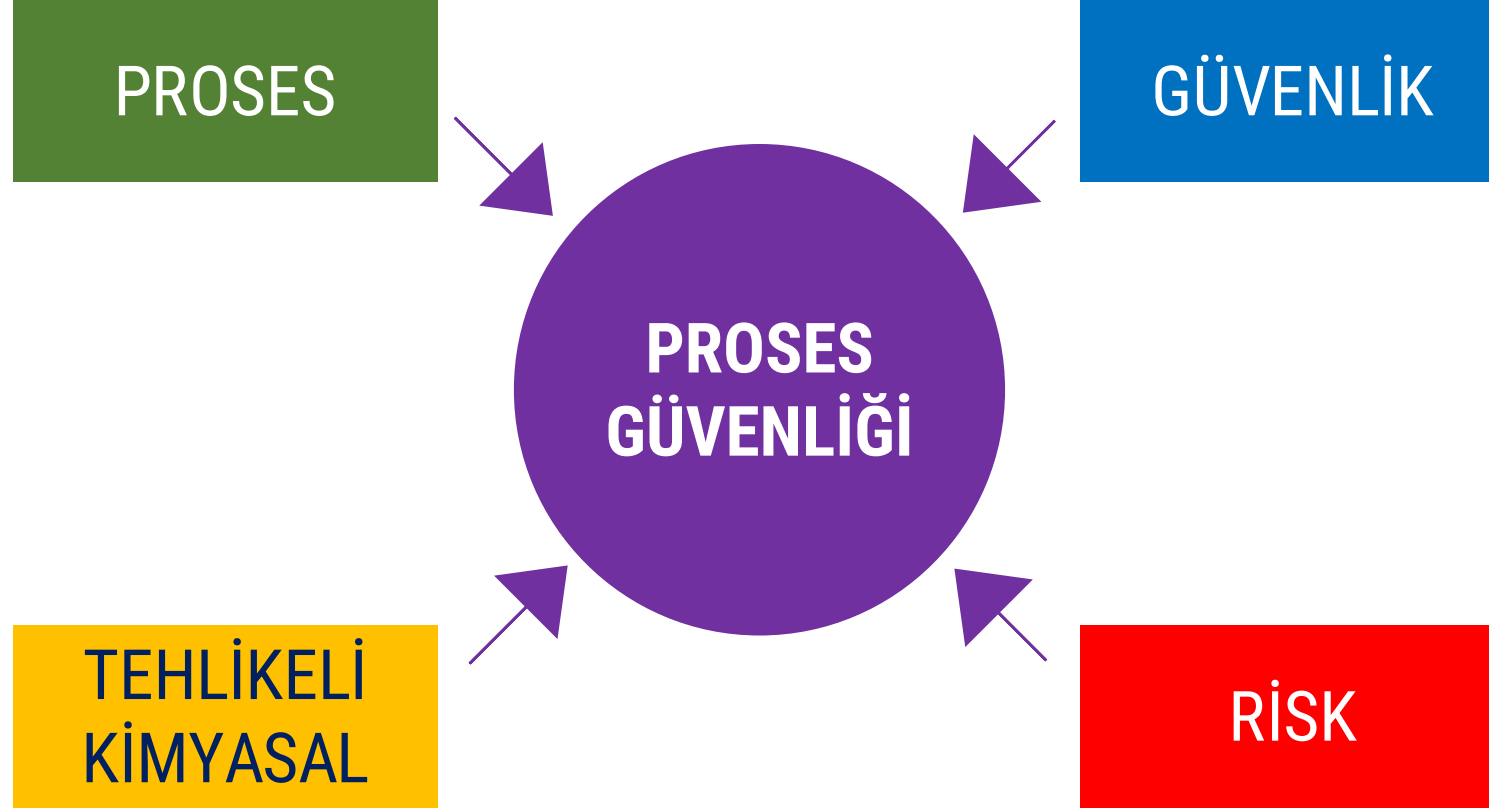 PROSES
GÜVENLİK
PROSES
GÜVENLİĞİ
TEHLİKELİ
KİMYASAL
RİSK